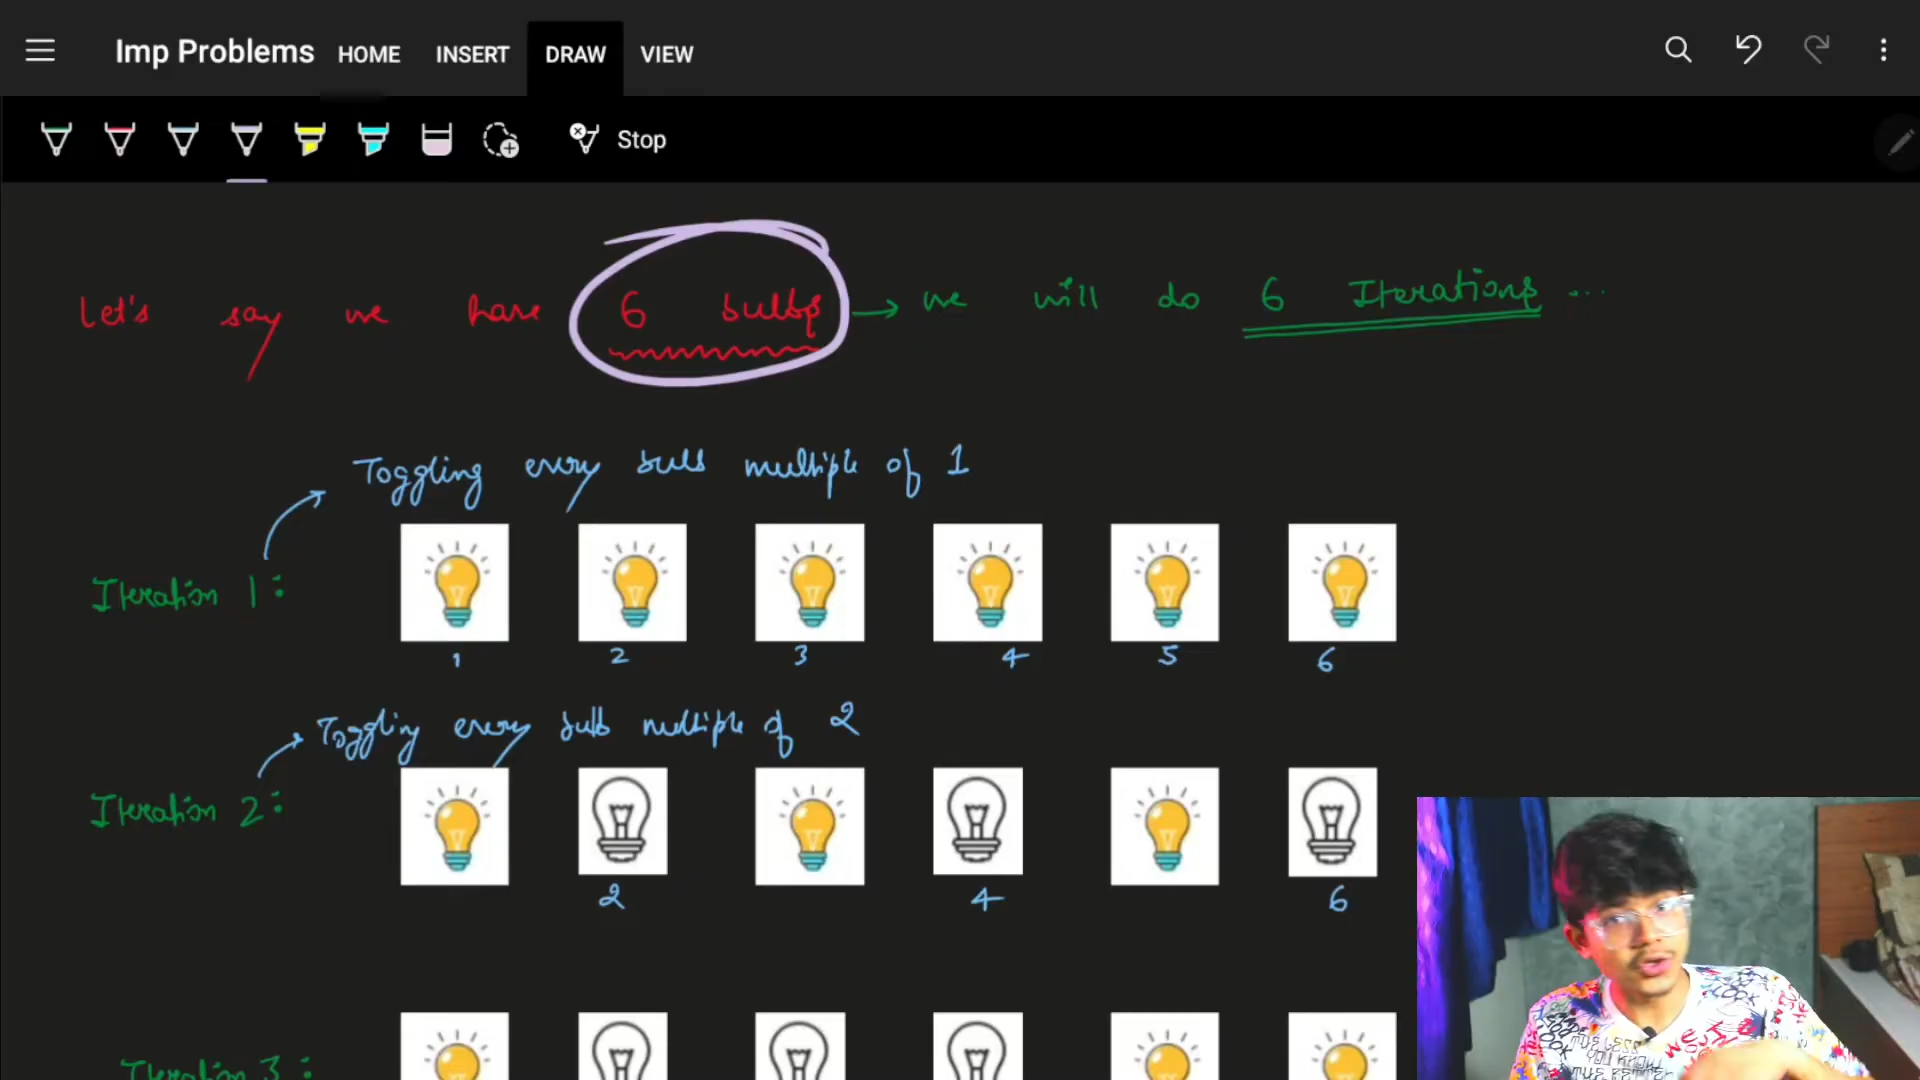 Imp Problems HOME INSERT DRAW VIEW
Stop
Let's say we have 6 bulbs → we will do 6 Iterations ...
Toggling every bulb multiple of 1
Iteration 1:
1 2 3 4 5 6
Toggling every bulb multiple of 2
Iteration 2:
2 4 6
Iteration 3: